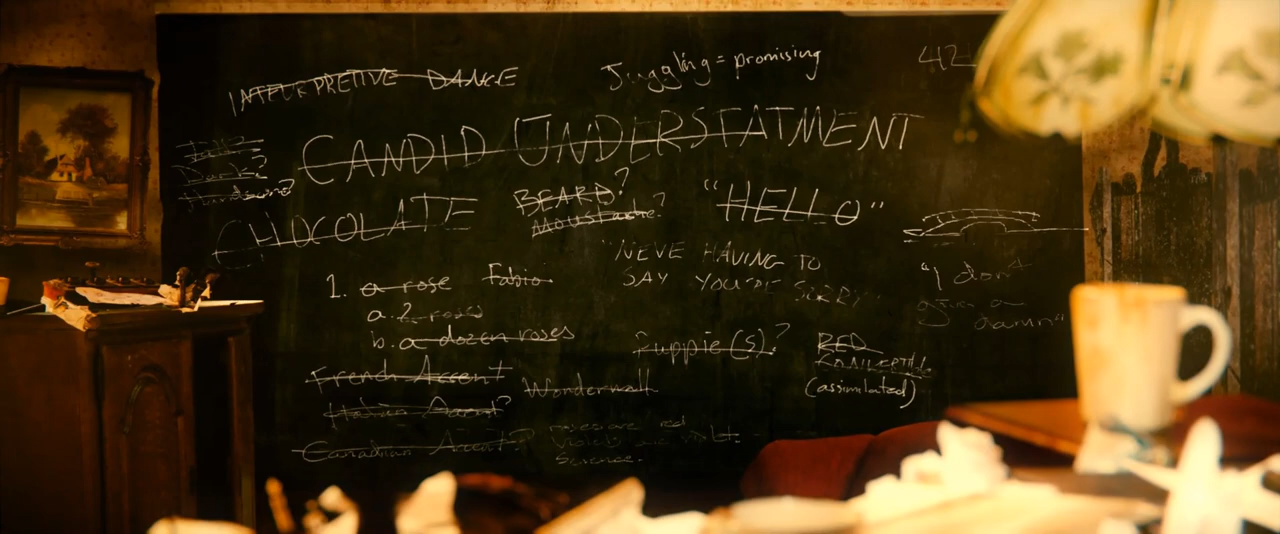 INTERPRETIVE DANCE
Juggling = promising
42
CANDID UNDERSTATMENT
Dark?
Handsome?
CHOCOLATE
BEARD?
Moustache?
"HELLO"
"NEVE HAVING TO
SAY YOU'RE SORRY"
"I don't
give a
damn"
1. a rose
Fabio
a. 2 roses
b. a dozen roses
Puppie(s)?
RED
(assimilated)
French Accent
Wonderwall
Italian Accent?
Canadian Accent?
roses are red
violets are
Science.